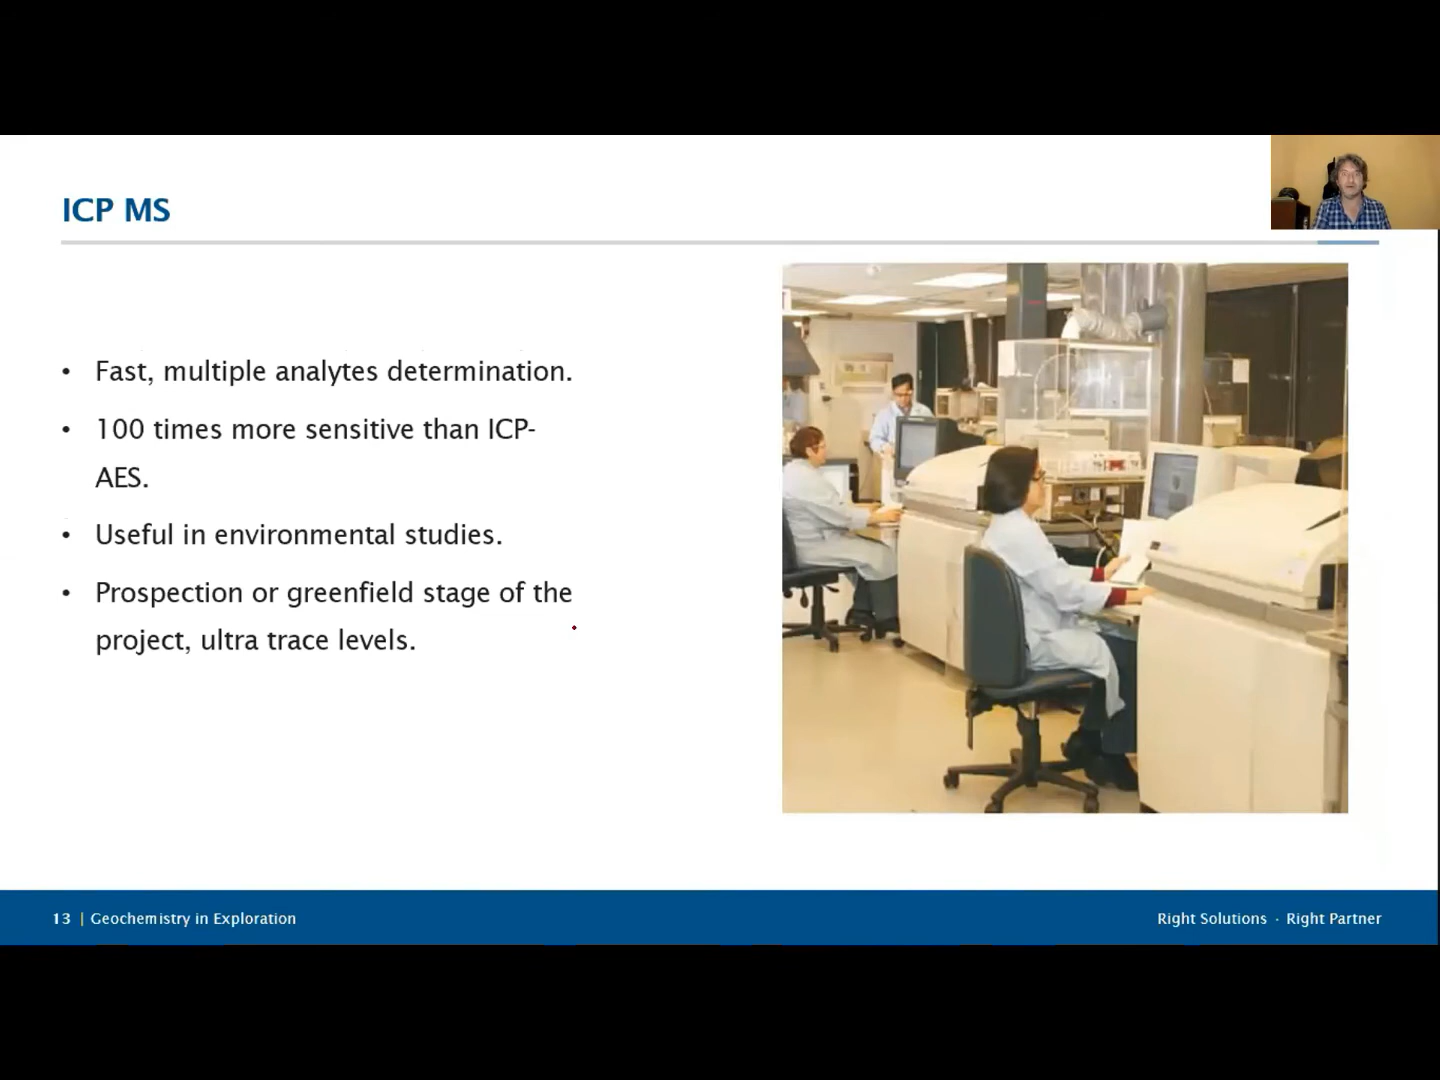 ICP MS
• Fast, multiple analytes determination.
• 100 times more sensitive than ICP-
AES.
• Useful in environmental studies.
• Prospection or greenfield stage of the
project, ultra trace levels.
13 | Geochemistry in Exploration
Right Solutions · Right Partner